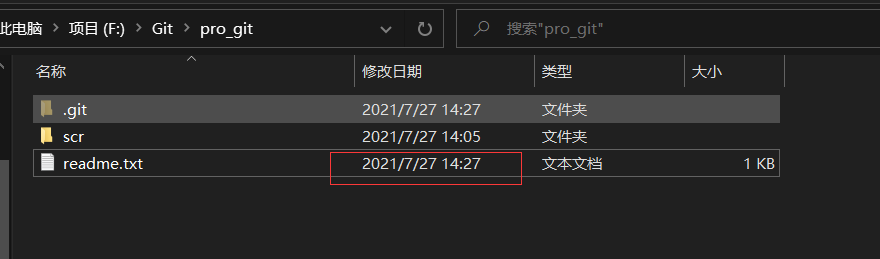 此电脑 > 项目 (F:) > Git > pro_git 搜索"pro_git"
名称 修改日期 类型 大小
.git 2021/7/27 14:27 文件夹
scr 2021/7/27 14:05 文件夹
readme.txt 2021/7/27 14:27 文本文档 1 KB